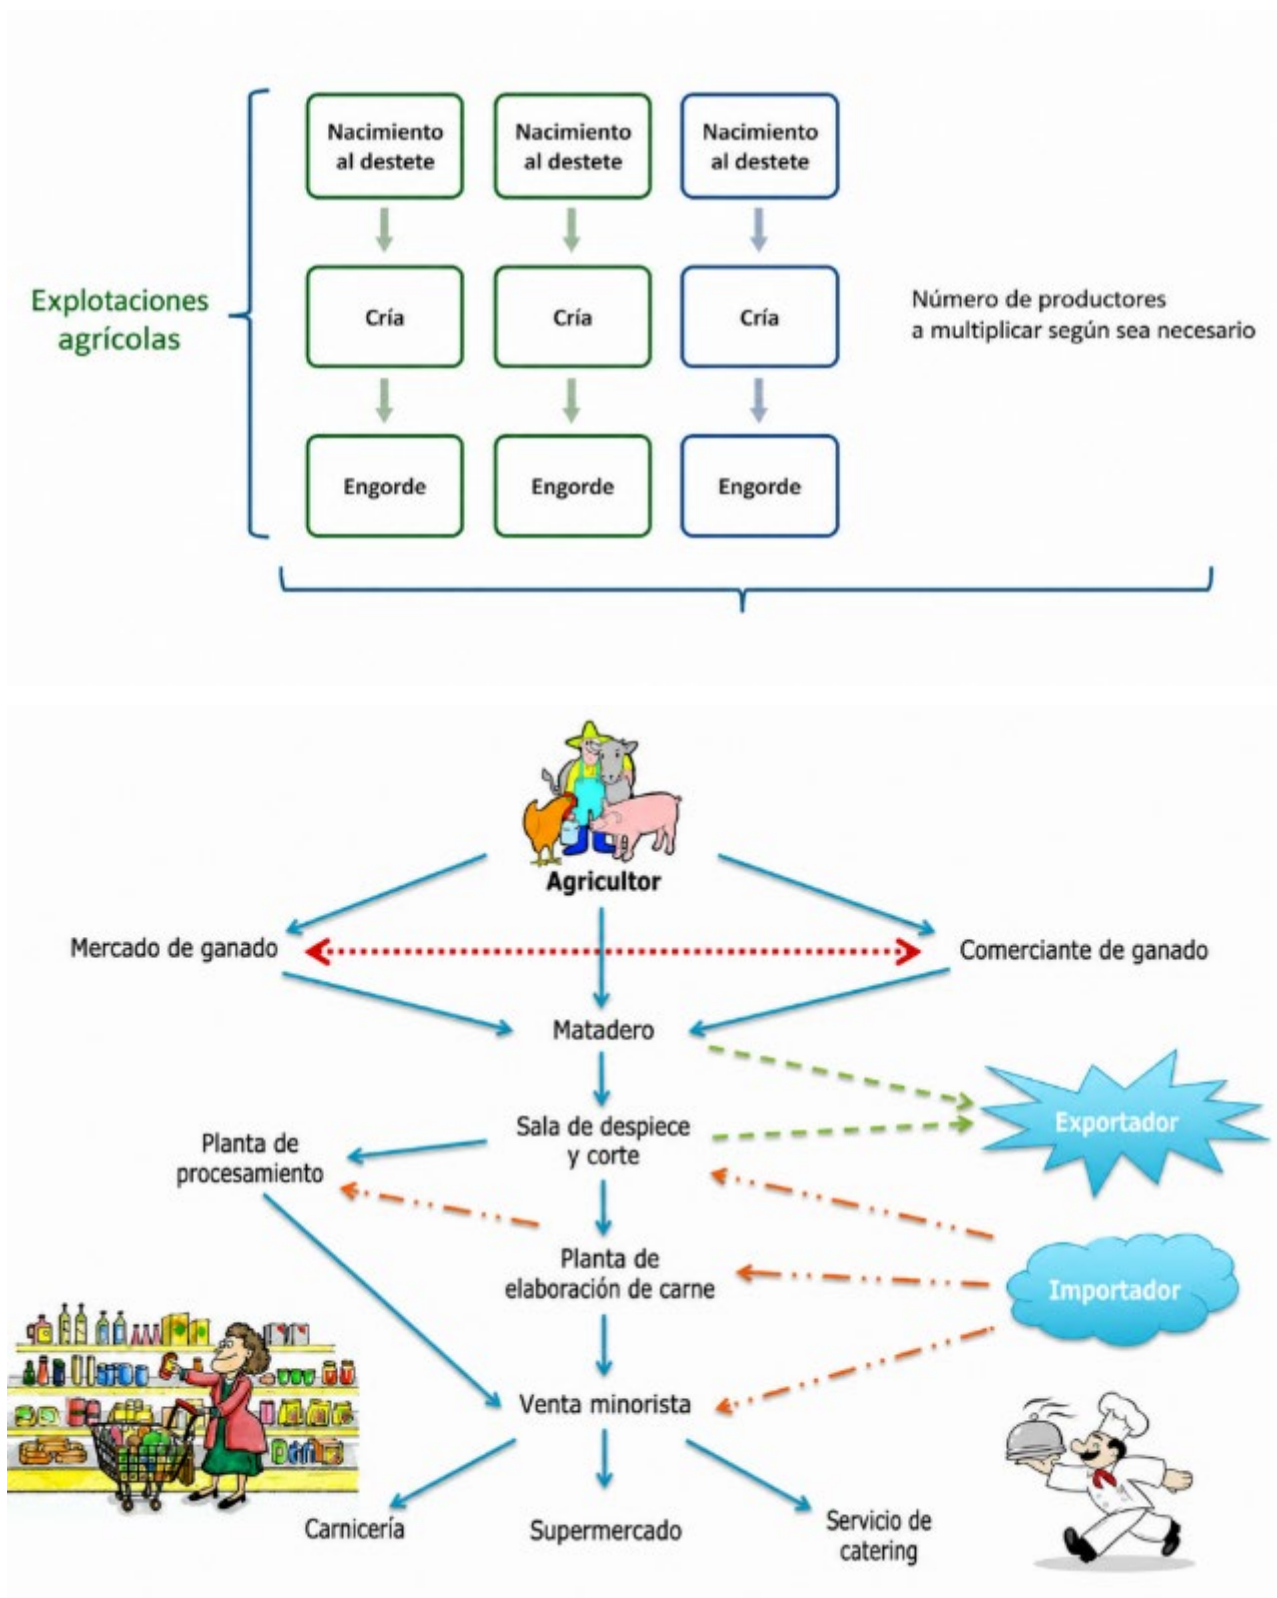 Nacimiento
al destete
Nacimiento
al destete
Nacimiento
al destete
Explotaciones
agrícolas
Cría
Cría
Cría
Número de productores
a multiplicar según sea necesario
Engorde
Engorde
Engorde
Agricultor
Mercado de ganado
Comerciante de ganado
Matadero
Exportador
Sala de despiece
y corte
Planta de
procesamiento
Planta de
elaboración de carne
Importador
Venta minorista
Carnicería
Supermercado
Servicio de
catering